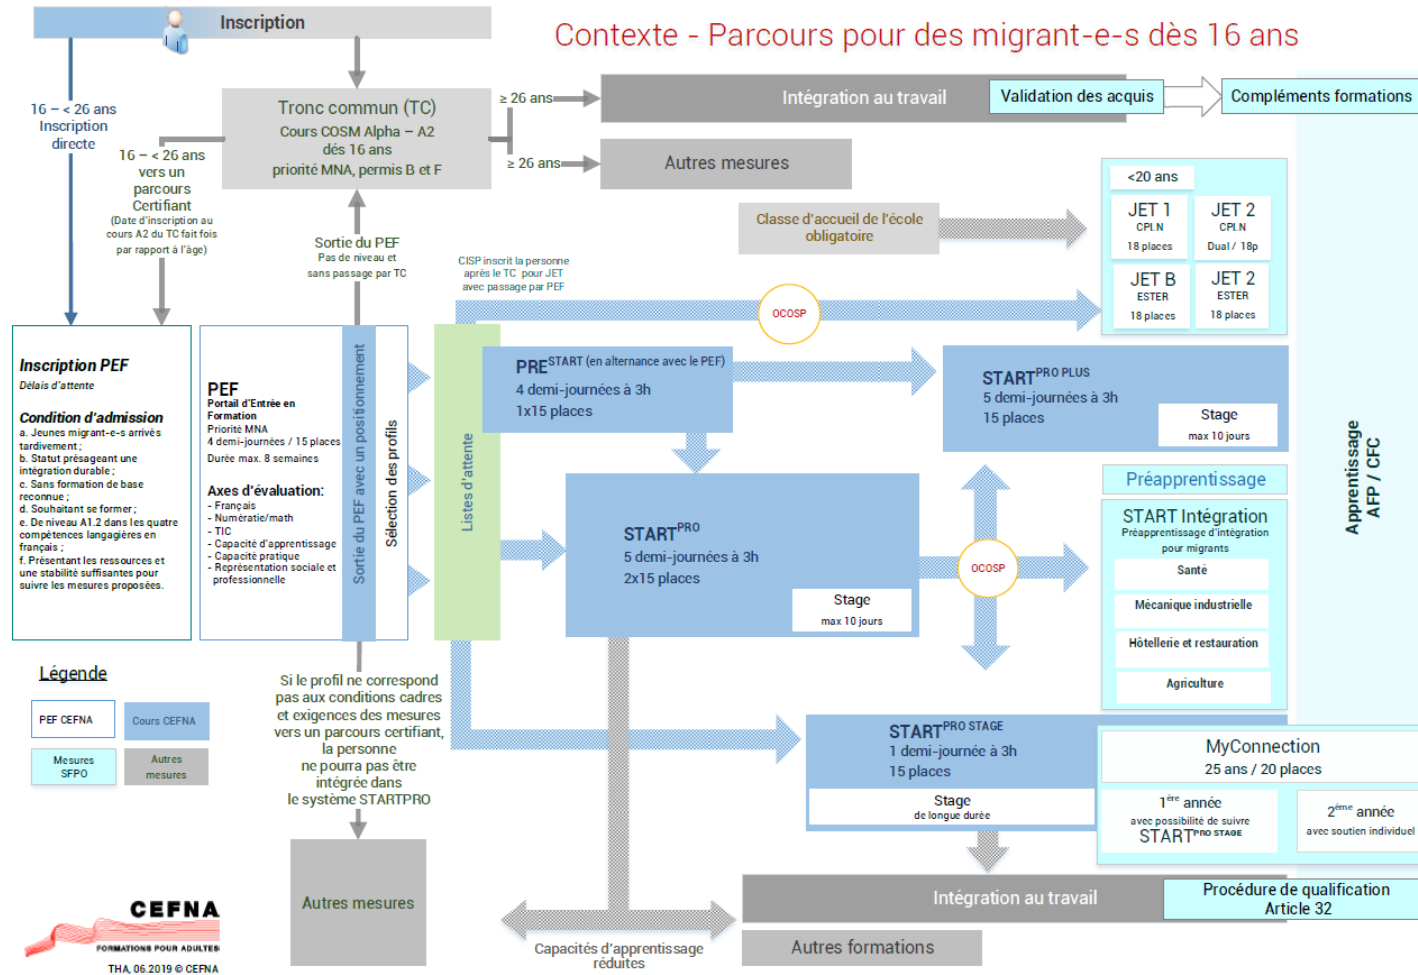 Inscription
Contexte - Parcours pour des migrant-e-s dès 16 ans
16 – < 26 ans
Inscription
directe
Tronc commun (TC)
Cours COSM Alpha – A2
dés 16 ans
priorité MNA, permis B et F
≥ 26 ans
≥ 26 ans
Intégration au travail
Validation des acquis
Compléments formations
Autres mesures
16 – < 26 ans
vers un
parcours
Certifiant
(Date d'inscription au
cours A2 du TC fait fois
par rapport à l'âge)
Sortie du PEF
Pas de niveau et
sans passage par TC
Classe d'accueil de l'école
obligatoire
<20 ans
JET 1
CPLN
18 places
JET 2
CPLN
Dual / 18p
JET B
ESTER
18 places
JET 2
ESTER
18 places
CISP inscrit la personne
après le TC pour JET
avec passage par PEF
OCOSP
Inscription PEF
Délais d'attente
Condition d'admission
a. Jeunes migrant-e-s arrivés
tardivement ;
b. Statut présageant une
intégration durable ;
c. Sans formation de base
reconnue ;
d. Souhaitant se former ;
e. De niveau A1.2 dans les quatre
compétences langagières en
français ;
f. Présentant les ressources et
une stabilité suffisantes pour
suivre les mesures proposées.
PEF
Portail d'Entrée en
Formation
Priorité MNA
4 demi-journées / 15 places
Durée max. 8 semaines
Axes d'évaluation:
- Français
- Numératie/math
- TIC
- Capacité d'apprentissage
- Capacité pratique
- Représentation sociale et
professionnelle
Sortie du PEF avec un positionnement
Sélection des profils
Listes d'attente
PRE START (en alternance avec le PEF)
4 demi-journées à 3h
1x15 places
START PRO PLUS
5 demi-journées à 3h
15 places
Stage
max 10 jours
START PRO
5 demi-journées à 3h
2x15 places
Stage
max 10 jours
OCOSP
Préapprentissage
START Intégration
Préapprentissage d'intégration
pour migrants
Santé
Mécanique industrielle
Hôtellerie et restauration
Agriculture
Apprentissage
AFP / CFC
Légende
PEF CEFNA
Cours CEFNA
Mesures
SFPO
Autres
mesures
Si le profil ne correspond
pas aux conditions cadres
et exigences des mesures
vers un parcours certifiant,
la personne
ne pourra pas être
intégrée dans
le système STARTPRO
START PRO STAGE
1 demi-journée à 3h
15 places
Stage
de longue durée
MyConnection
25 ans / 20 places
1ère année
avec possibilité de suivre
START PRO STAGE
2ème année
avec soutien individuel
Autres mesures
Intégration au travail
Procédure de qualification
Article 32
Capacités d'apprentissage
réduites
Autres formations
CEFNA
FORMATIONS POUR ADULTES
THA, 06.2019 © CEFNA